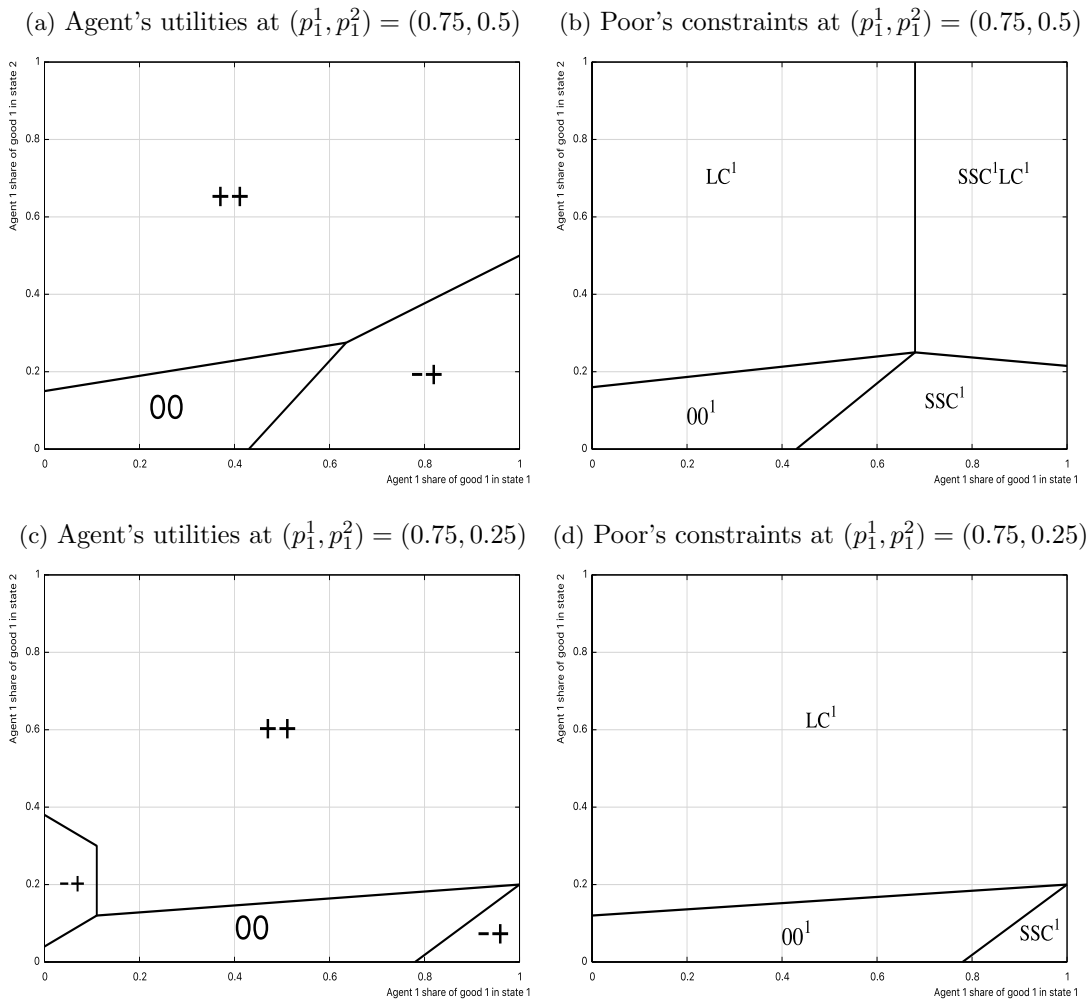 (a) Agent's utilities at (p₁¹, p₁²) = (0.75, 0.5)
Agent 1 share of good 1 in state 2
1
0.8
0.6
0.4
0.2
0
++
-+
00
0 0.2 0.4 0.6 0.8 1
Agent 1 share of good 1 in state 1
(b) Poor's constraints at (p₁¹, p₁²) = (0.75, 0.5)
Agent 1 share of good 1 in state 2
1
0.8
0.6
0.4
0.2
0
LC¹
SSC¹LC¹
SSC¹
00¹
0 0.2 0.4 0.6 0.8 1
Agent 1 share of good 1 in state 1
(c) Agent's utilities at (p₁¹, p₁²) = (0.75, 0.25)
Agent 1 share of good 1 in state 2
1
0.8
0.6
0.4
0.2
0
++
-+
00
-+
0 0.2 0.4 0.6 0.8 1
Agent 1 share of good 1 in state 1
(d) Poor's constraints at (p₁¹, p₁²) = (0.75, 0.25)
Agent 1 share of good 1 in state 2
1
0.8
0.6
0.4
0.2
0
LC¹
00¹
SSC¹
0 0.2 0.4 0.6 0.8 1
Agent 1 share of good 1 in state 1